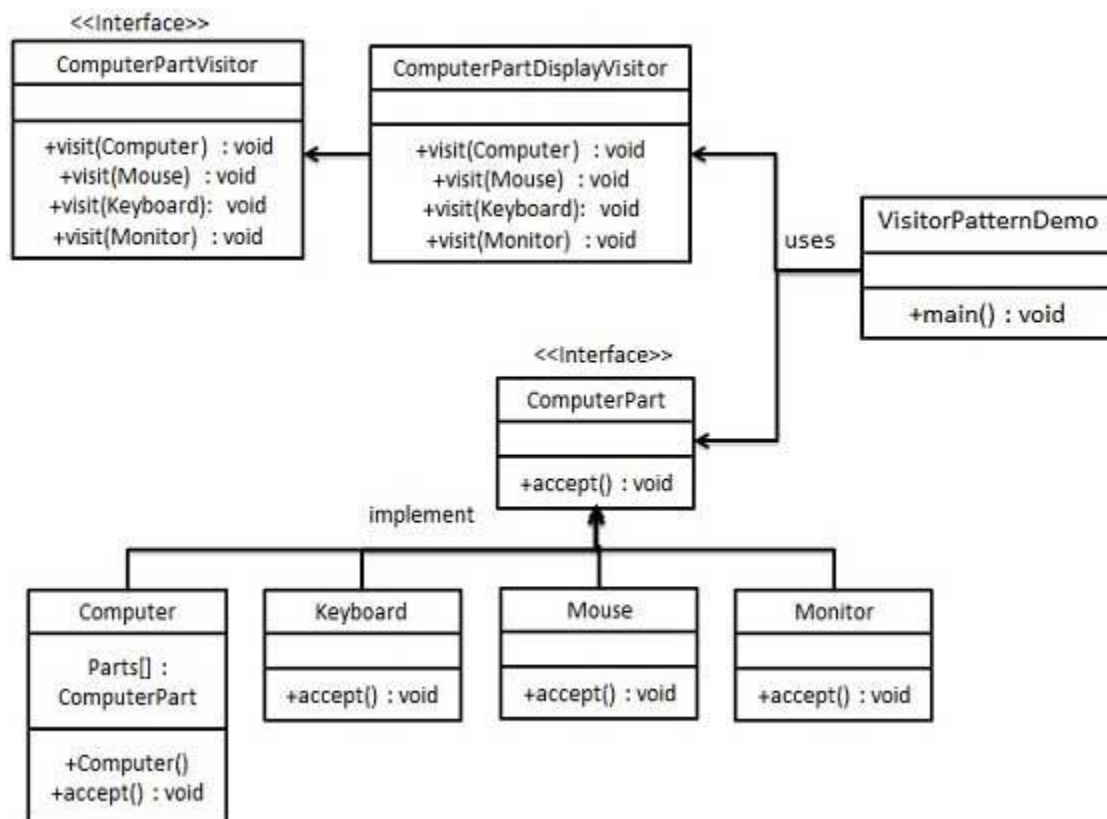 <<Interface>>
ComputerPartVisitor
+visit(Computer) : void
+visit(Mouse) : void
+visit(Keyboard): void
+visit(Monitor) : void
ComputerPartDisplayVisitor
+visit(Computer) : void
+visit(Mouse) : void
+visit(Keyboard): void
+visit(Monitor) : void
uses
VisitorPatternDemo
+main() : void
<<Interface>>
ComputerPart
+accept() : void
implement
Computer
Parts[] :
ComputerPart
+Computer()
+accept() : void
Keyboard
+accept() : void
Mouse
+accept() : void
Monitor
+accept() : void